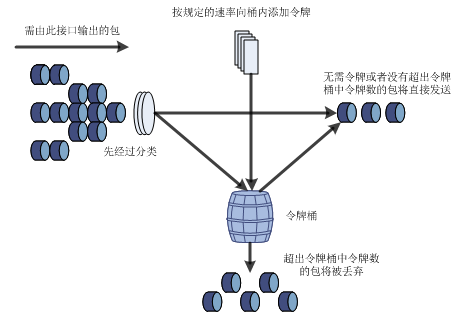 按规定的速率向桶内添加令牌
需由此接口输出的包
无需令牌或者没有超出令牌
桶中令牌数的包将直接发送
先经过分类
令牌桶
超出令牌桶中令牌数
的包将被丢弃